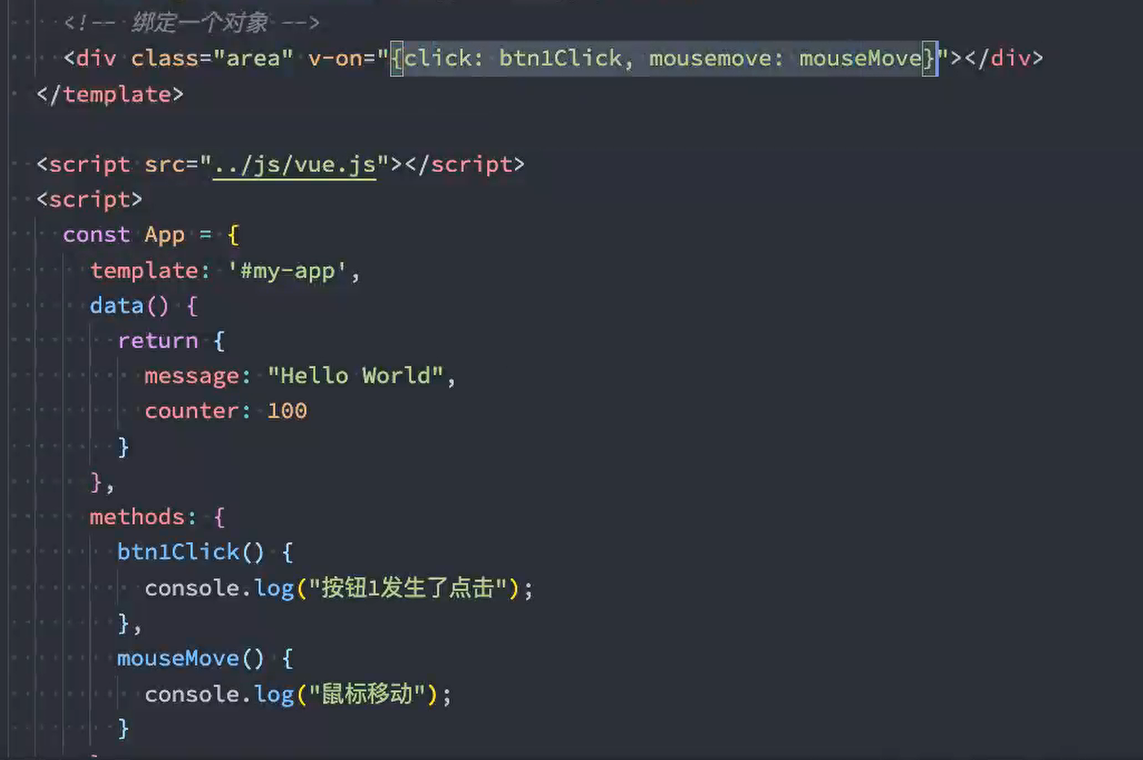 <!-- 绑定一个对象 -->
<div class="area" v-on="{click: btn1Click, mousemove: mouseMove}"></div>
</template>
<script src="../js/vue.js"></script>
<script>
const App = {
template: '#my-app',
data() {
return {
message: "Hello World",
counter: 100
}
},
methods: {
btn1Click() {
console.log("按钮1发生了点击");
},
mouseMove() {
console.log("鼠标移动");
}